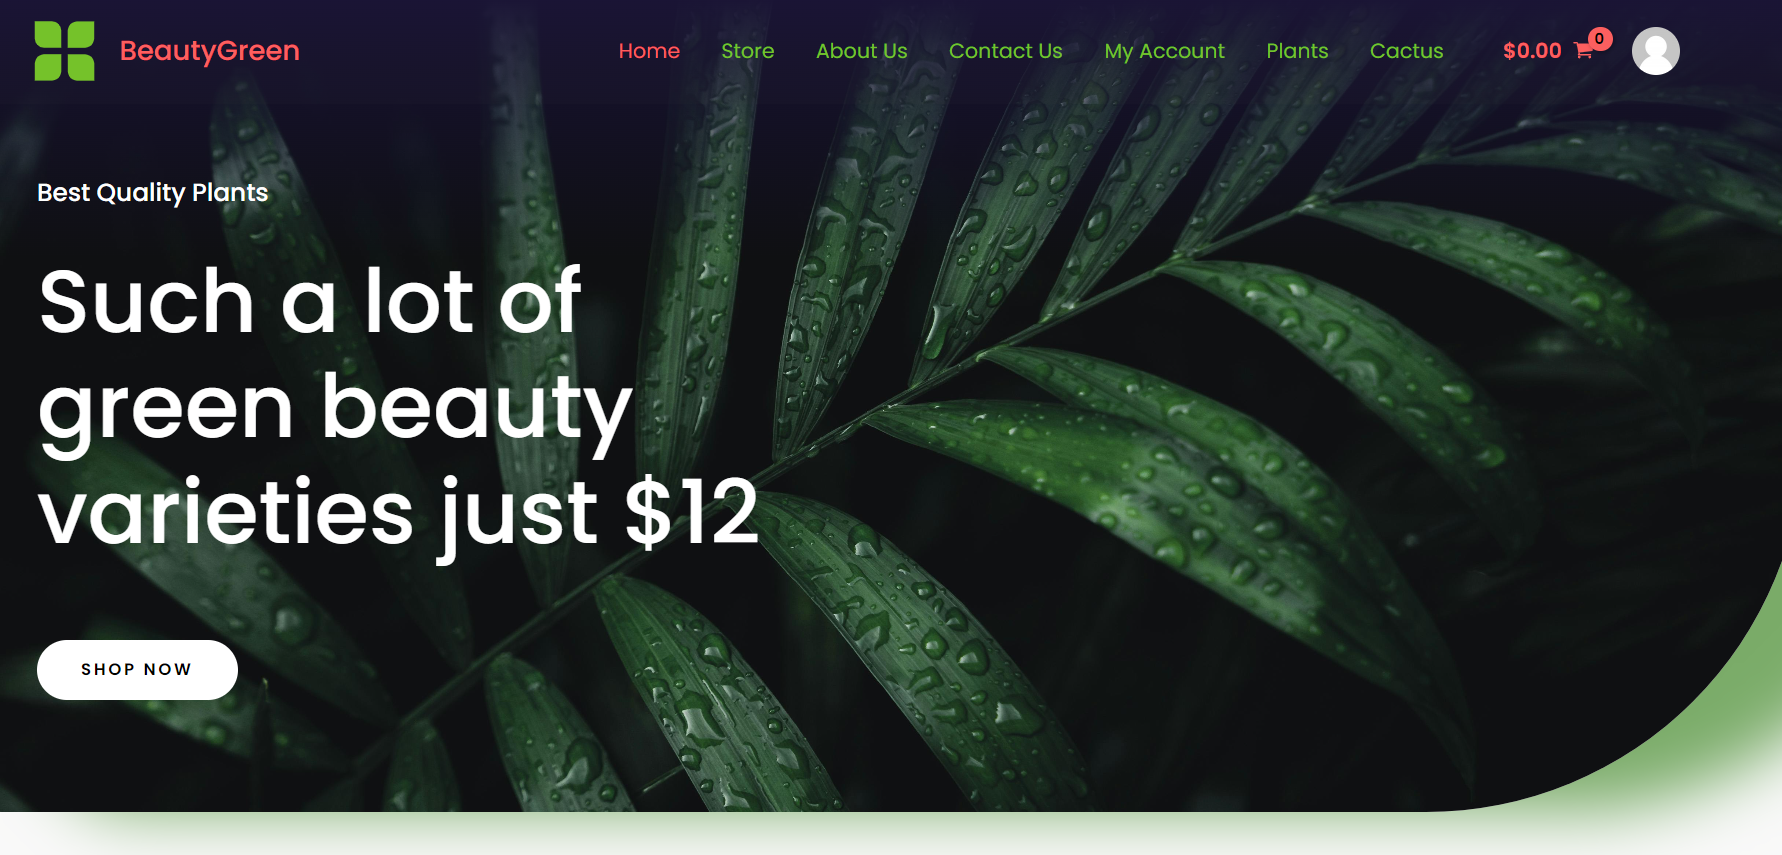 BeautyGreen
Home Store About Us Contact Us My Account Plants Cactus $0.00 0
Best Quality Plants
Such a lot of
green beauty
varieties just $12
SHOP NOW